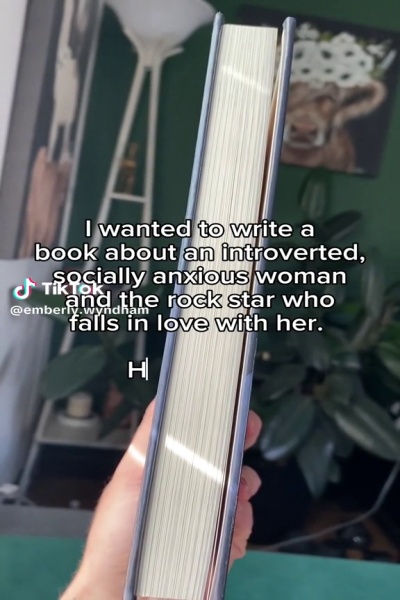 I wanted to write a
book about an introverted,
socially anxious woman
and the rock star who
falls in love with her.
TikTok
@emberly.wyndham
H